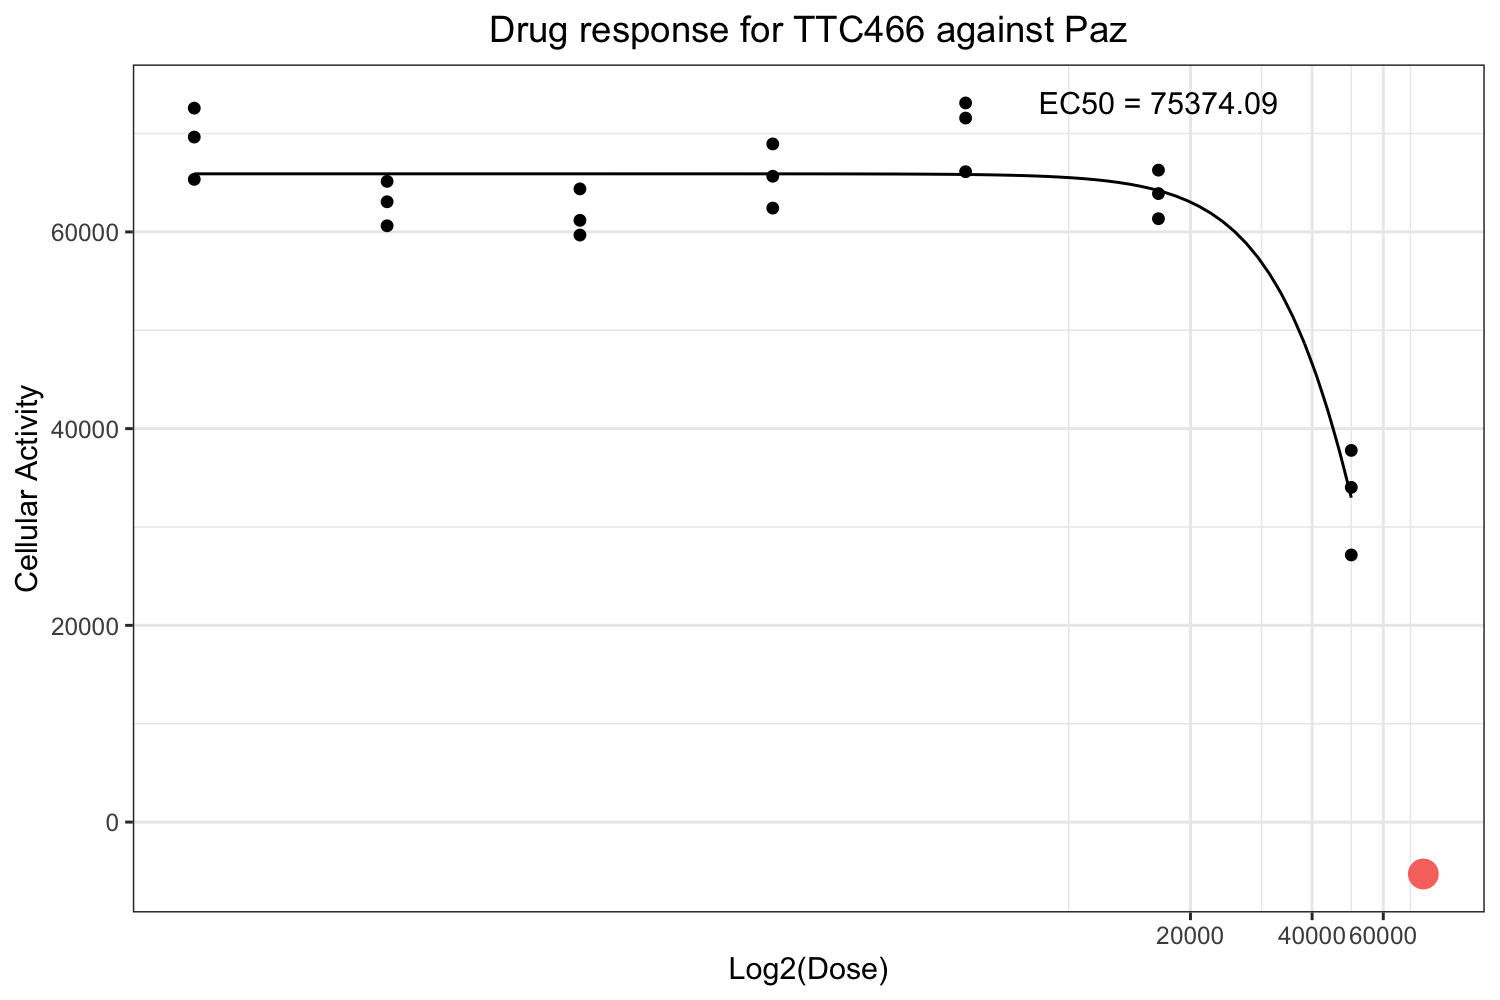 Drug response for TTC466 against Paz
EC50 = 75374.09
60000
40000
20000
0
Cellular Activity
20000
40000
60000
Log2(Dose)